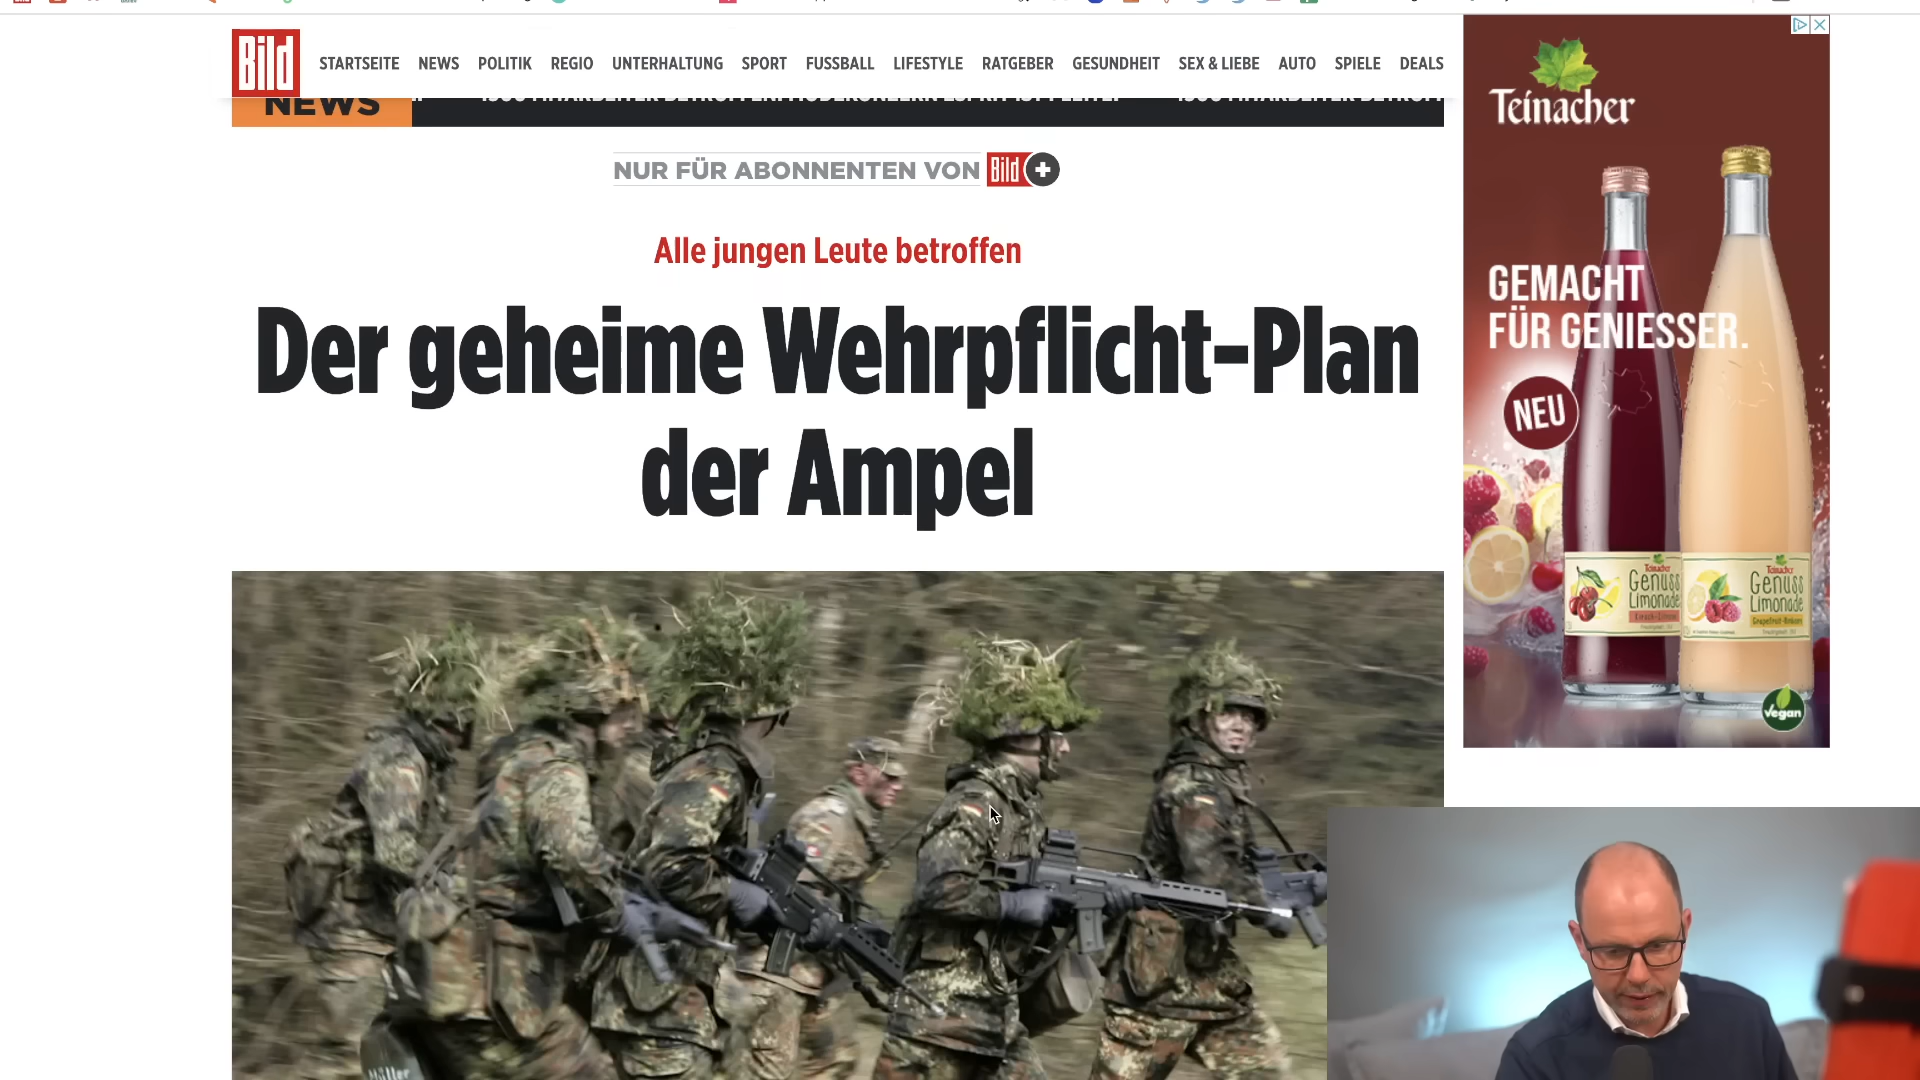 Bild
STARTSEITE NEWS POLITIK REGIO UNTERHALTUNG SPORT FUSSBALL LIFESTYLE RATGEBER GESUNDHEIT SEX & LIEBE AUTO SPIELE DEALS
NEWS
NUR FÜR ABONNENTEN VON Bild +
Alle jungen Leute betroffen
Der geheime Wehrpflicht-Plan
der Ampel
Teinacher
GEMACHT
FÜR GENIESSER.
NEU
Teinacher
Genuss
Limonade
Teinacher
Genuss
Limonade
vegan